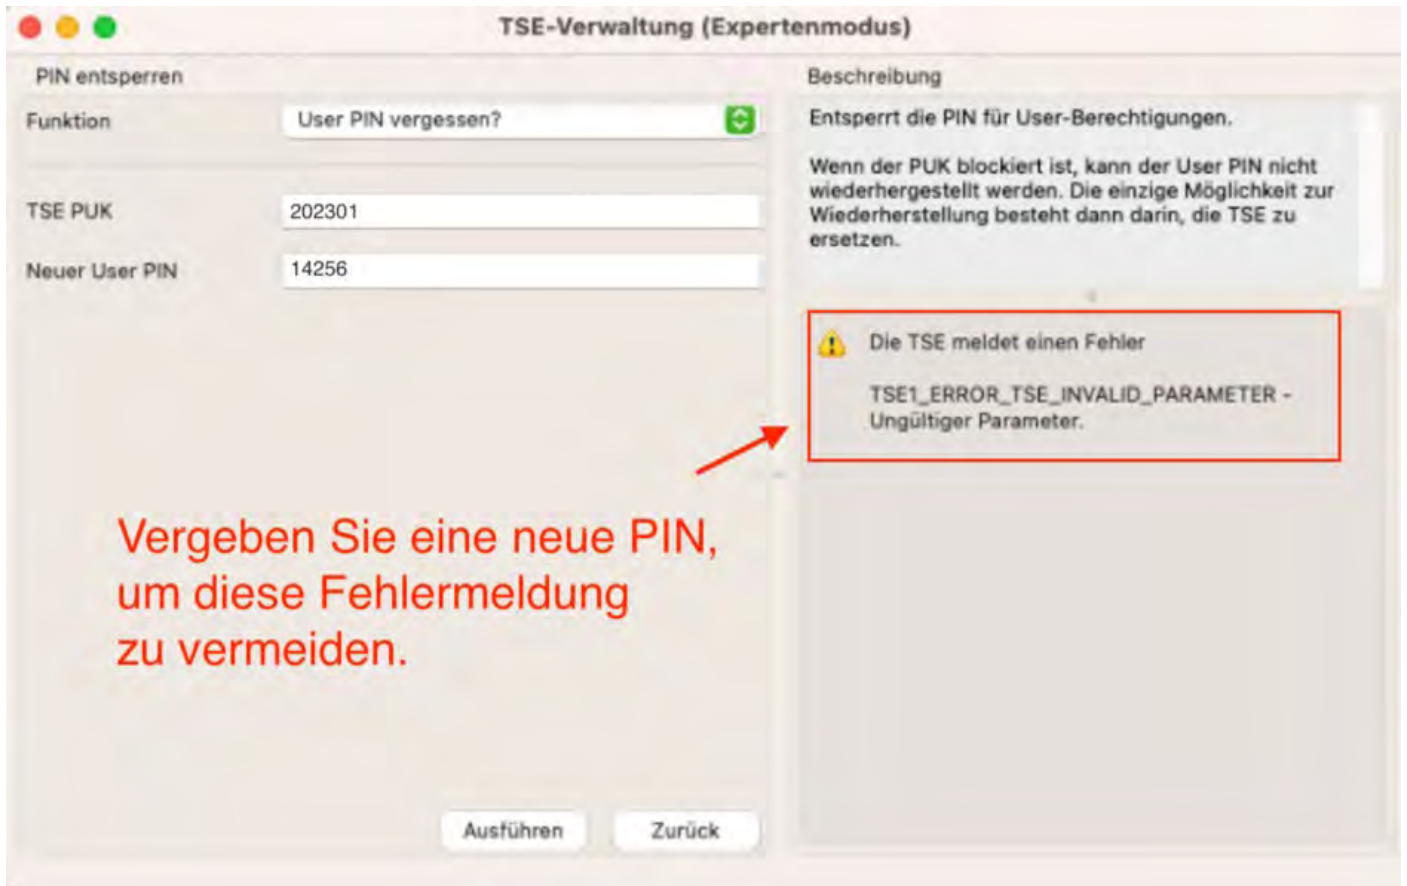 TSE-Verwaltung (Expertenmodus)
PIN entsperren
Funktion
User PIN vergessen?
TSE PUK
202301
Neuer User PIN
14256
Beschreibung
Entsperrt die PIN für User-Berechtigungen.
Wenn der PUK blockiert ist, kann der User PIN nicht
wiederhergestellt werden. Die einzige Möglichkeit zur
Wiederherstellung besteht dann darin, die TSE zu
ersetzen.
Die TSE meldet einen Fehler
TSE1_ERROR_TSE_INVALID_PARAMETER -
Ungültiger Parameter.
Vergeben Sie eine neue PIN,
um diese Fehlermeldung
zu vermeiden.
Ausführen
Zurück